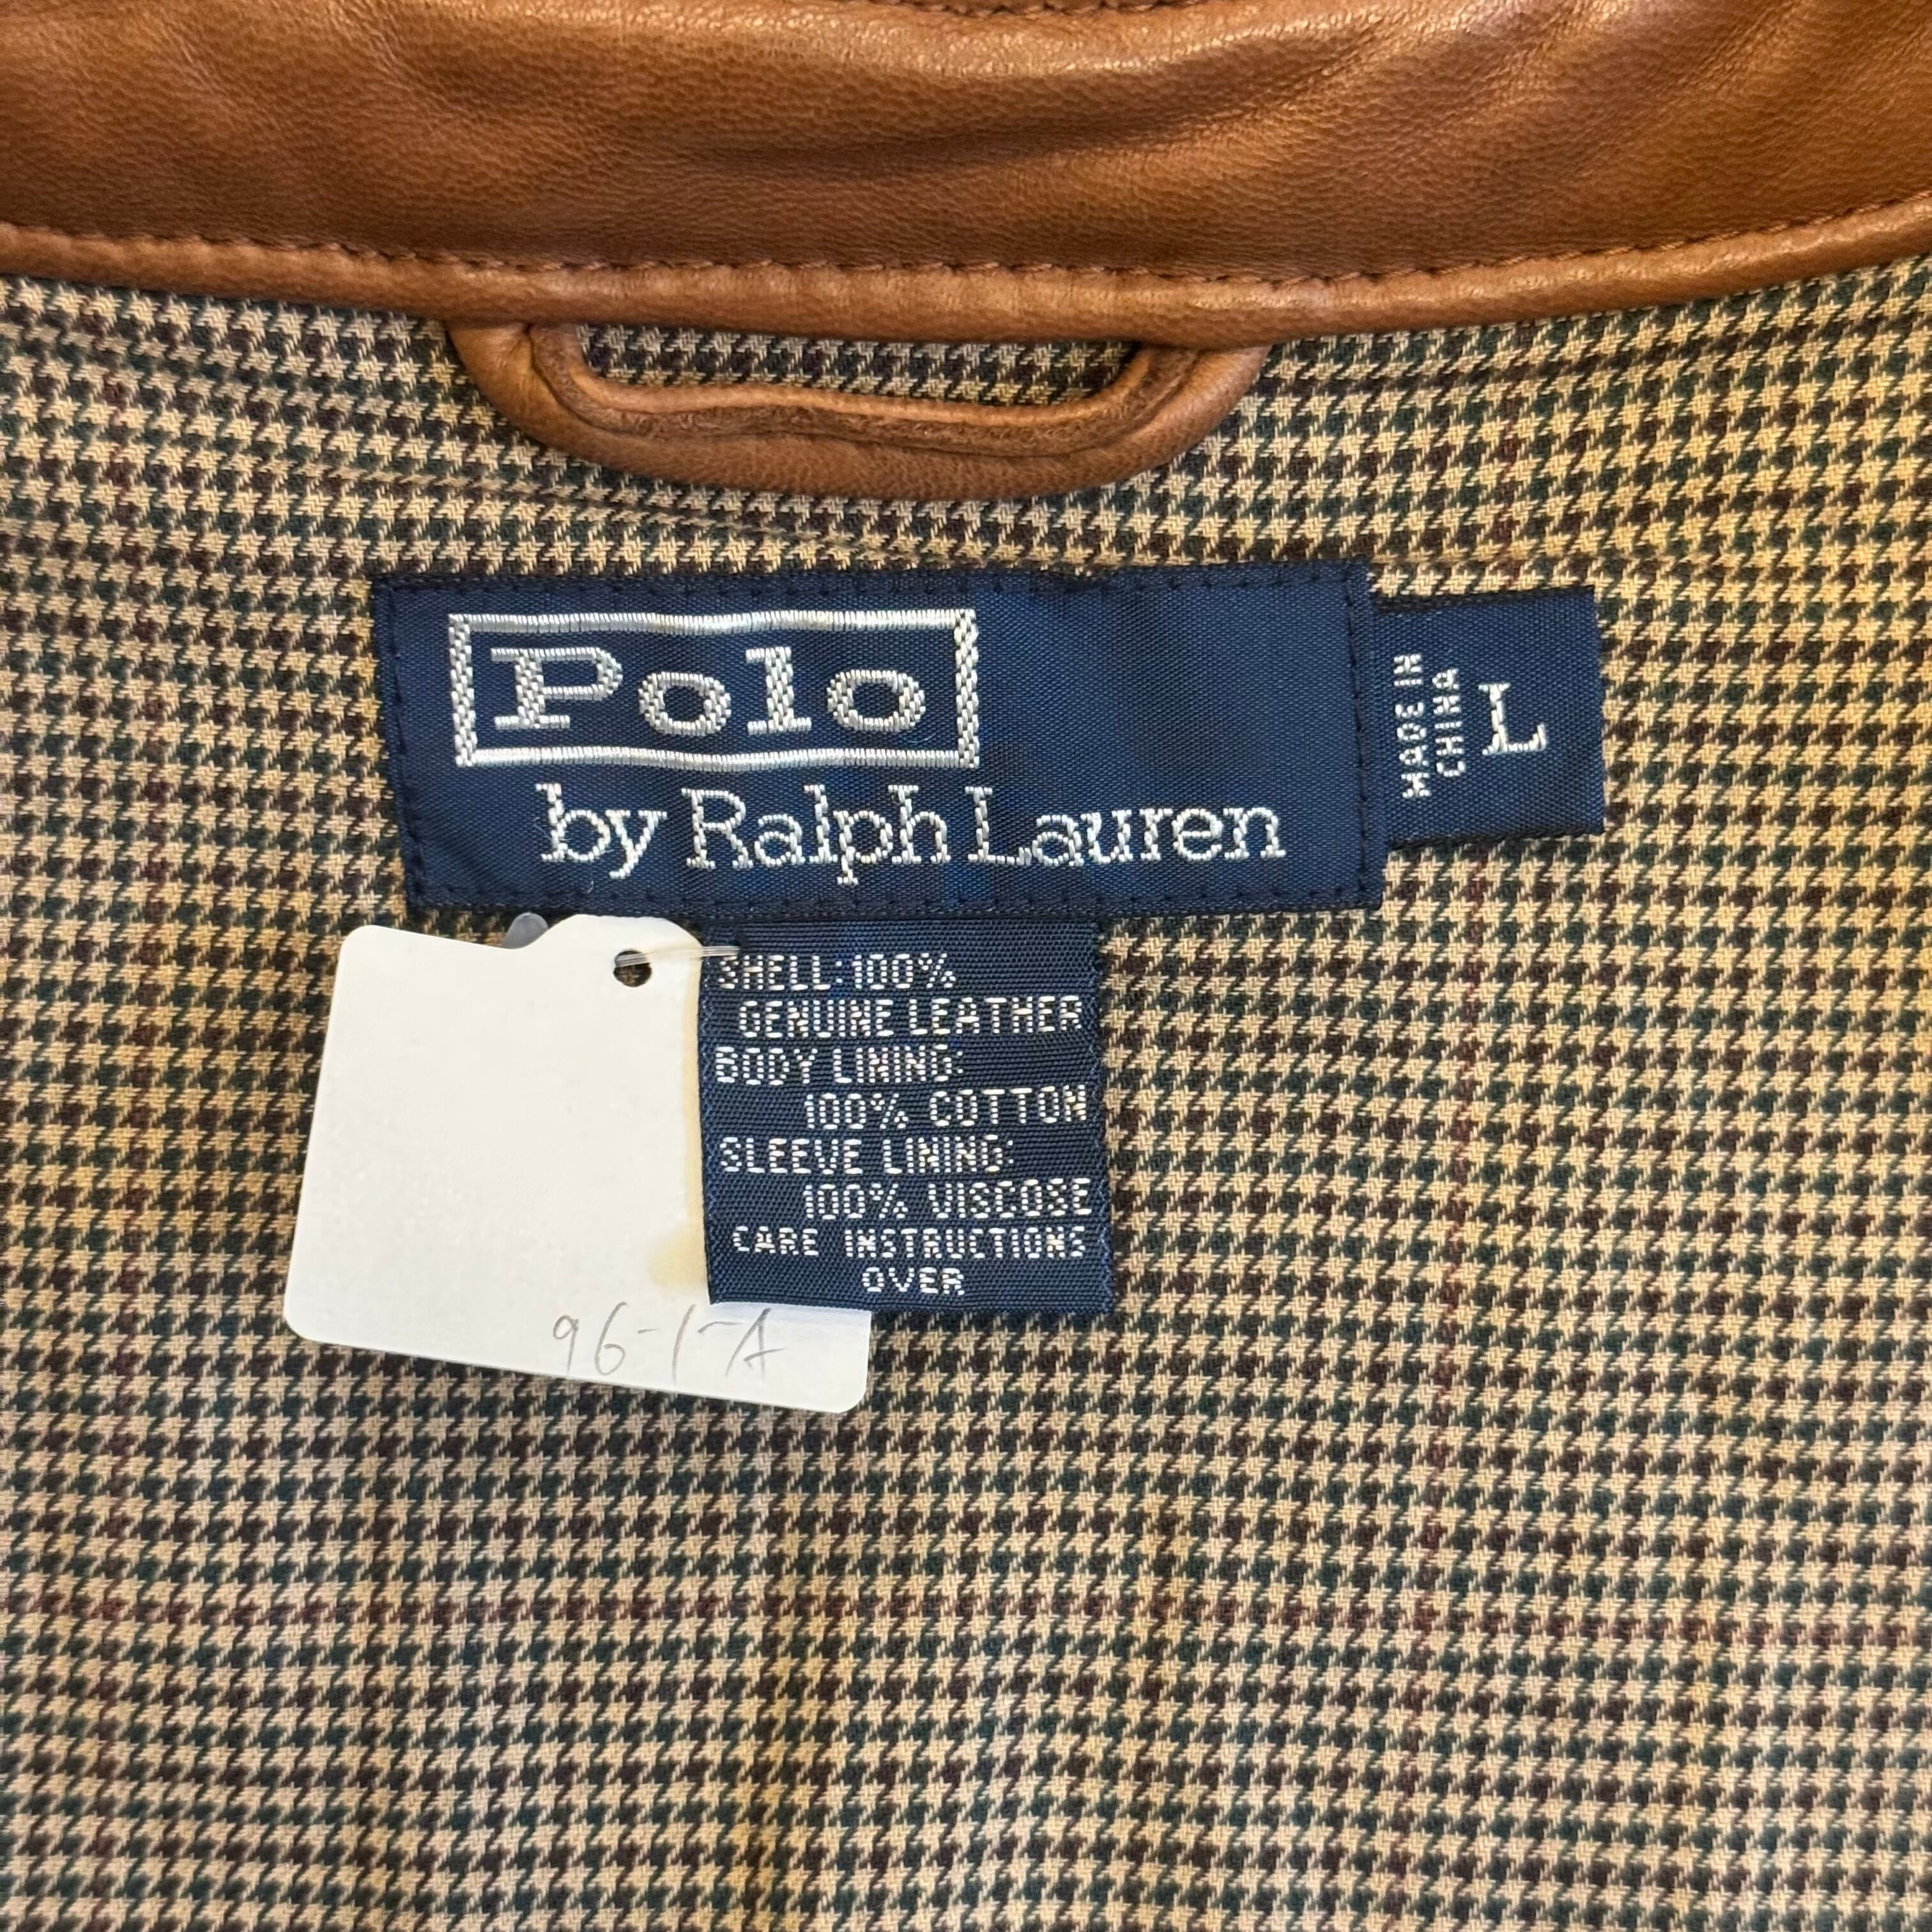 Polo
by Ralph Lauren
MADE IN
CHINA
L
SHELL:100%
GENUINE LEATHER
BODY LINING:
100% COTTON
SLEEVE LINING:
100% VISCOSE
CARE INSTRUCTIONS
OVER
96-1-A